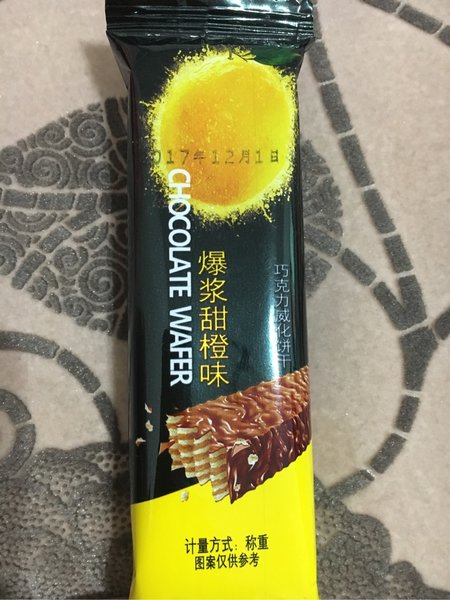 017年12月1日
CHOCOLATE WAFER
爆浆甜橙味
巧克力威化饼干
计量方式：称重
图案仅供参考